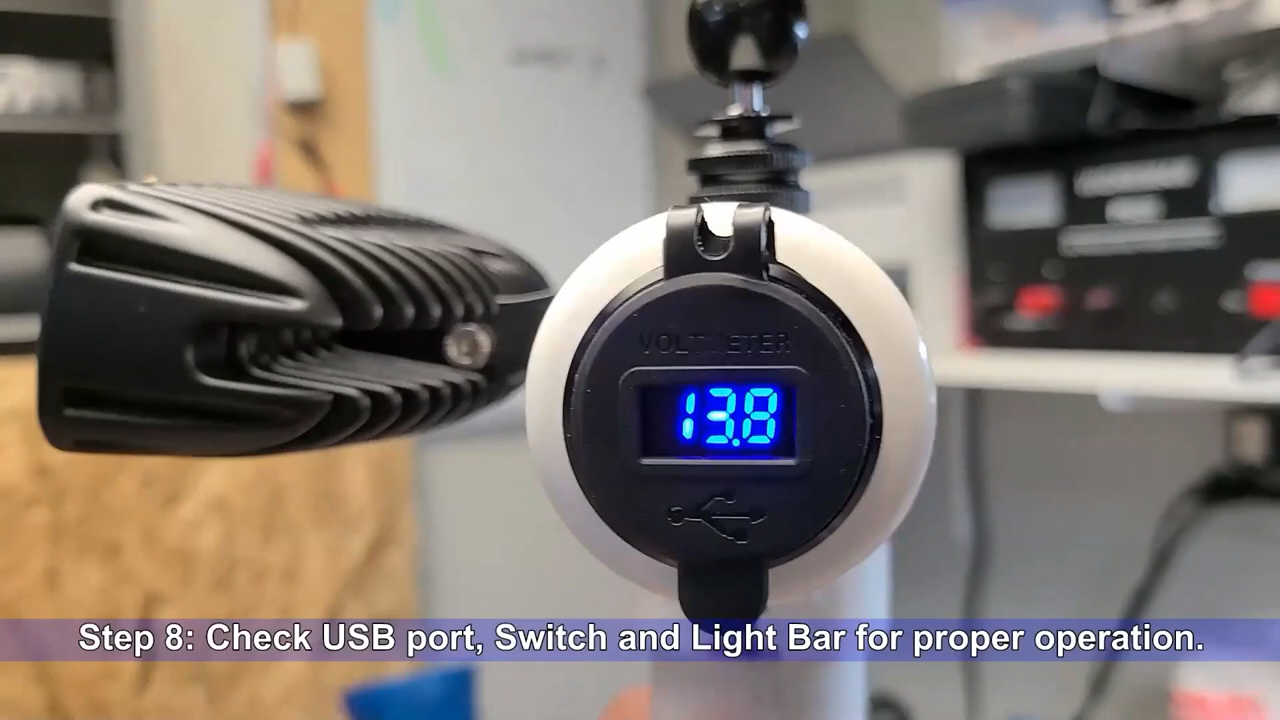 VOLTMETER
13.8
Step 8: Check USB port, Switch and Light Bar for proper operation.